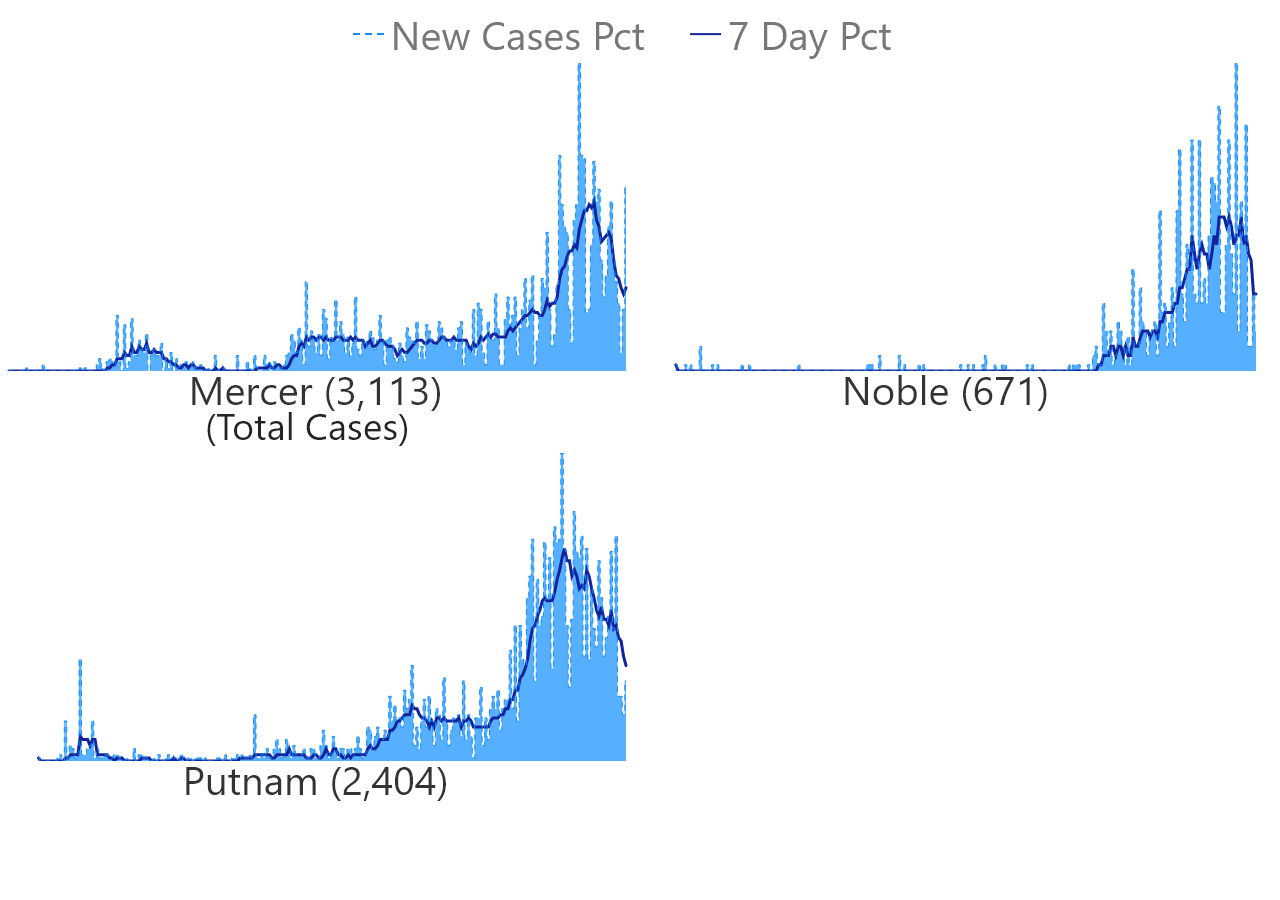 New Cases Pct 7 Day Pct
Mercer (3,113)
(Total Cases)
Noble (671)
Putnam (2,404)